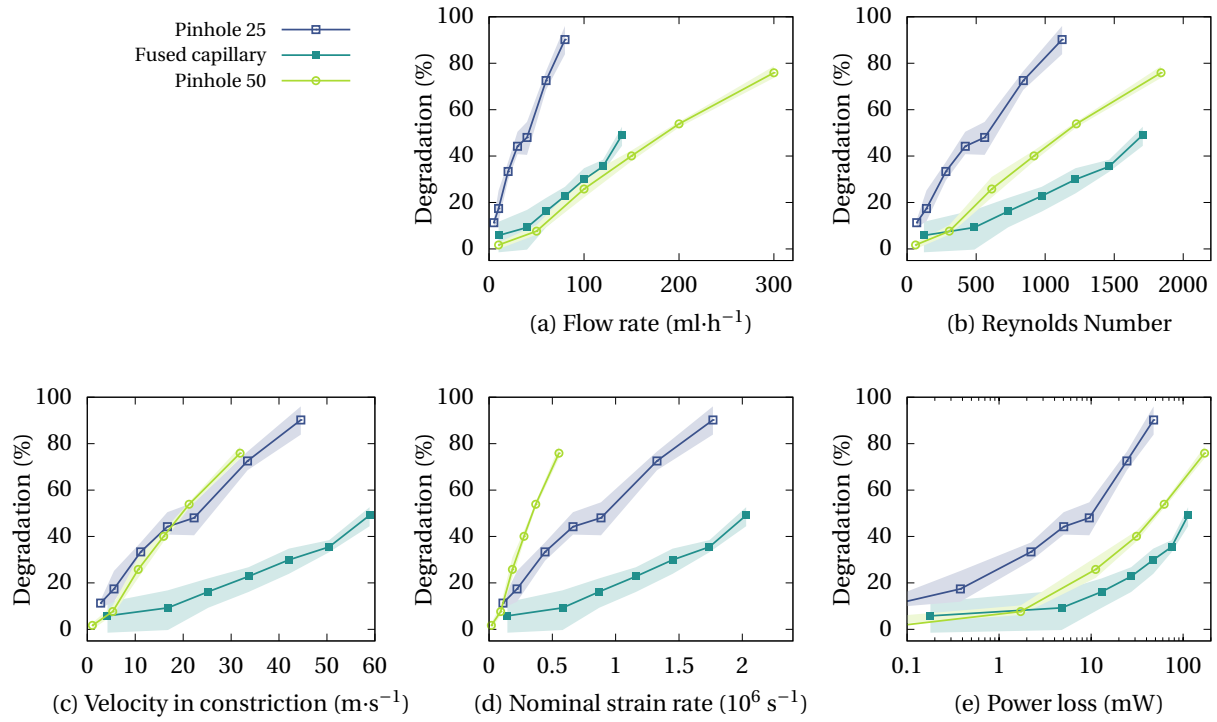 Pinhole 25
Fused capillary
Pinhole 50
Degradation (%)
100
80
60
40
20
0
0 100 200 300
(a) Flow rate (ml·h⁻¹)
Degradation (%)
100
80
60
40
20
0
0 500 1000 1500 2000
(b) Reynolds Number
Degradation (%)
100
80
60
40
20
0
0 10 20 30 40 50 60
(c) Velocity in constriction (m·s⁻¹)
Degradation (%)
100
80
60
40
20
0
0 0.5 1 1.5 2
(d) Nominal strain rate (10⁶ s⁻¹)
Degradation (%)
100
80
60
40
20
0
0.1 1 10 100
(e) Power loss (mW)